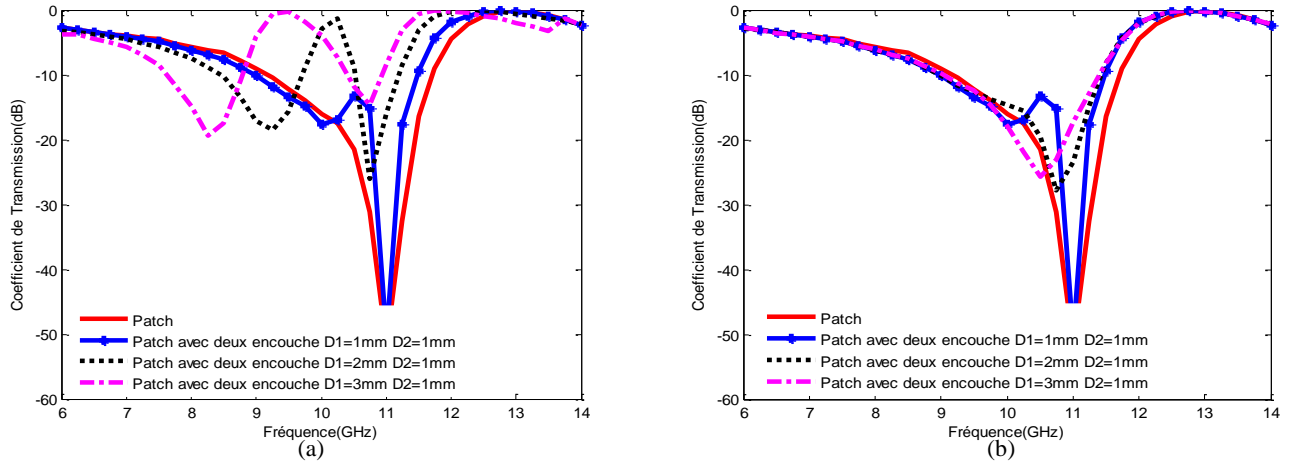 0
-10
-20
-30
-40
-50
-60
6
7
8
9
10
11
12
13
14
Coefficient de Transmission(dB)
Fréquence(GHz)
Patch
Patch avec deux encouche D1=1mm D2=1mm
Patch avec deux encouche D1=2mm D2=1mm
Patch avec deux encouche D1=3mm D2=1mm
(a)
0
-10
-20
-30
-40
-50
-60
6
7
8
9
10
11
12
13
14
Coefficient de Transmission(dB)
Fréquence(GHz)
Patch
Patch avec deux encouche D1=1mm D2=1mm
Patch avec deux encouche D1=2mm D2=1mm
Patch avec deux encouche D1=3mm D2=1mm
(b)